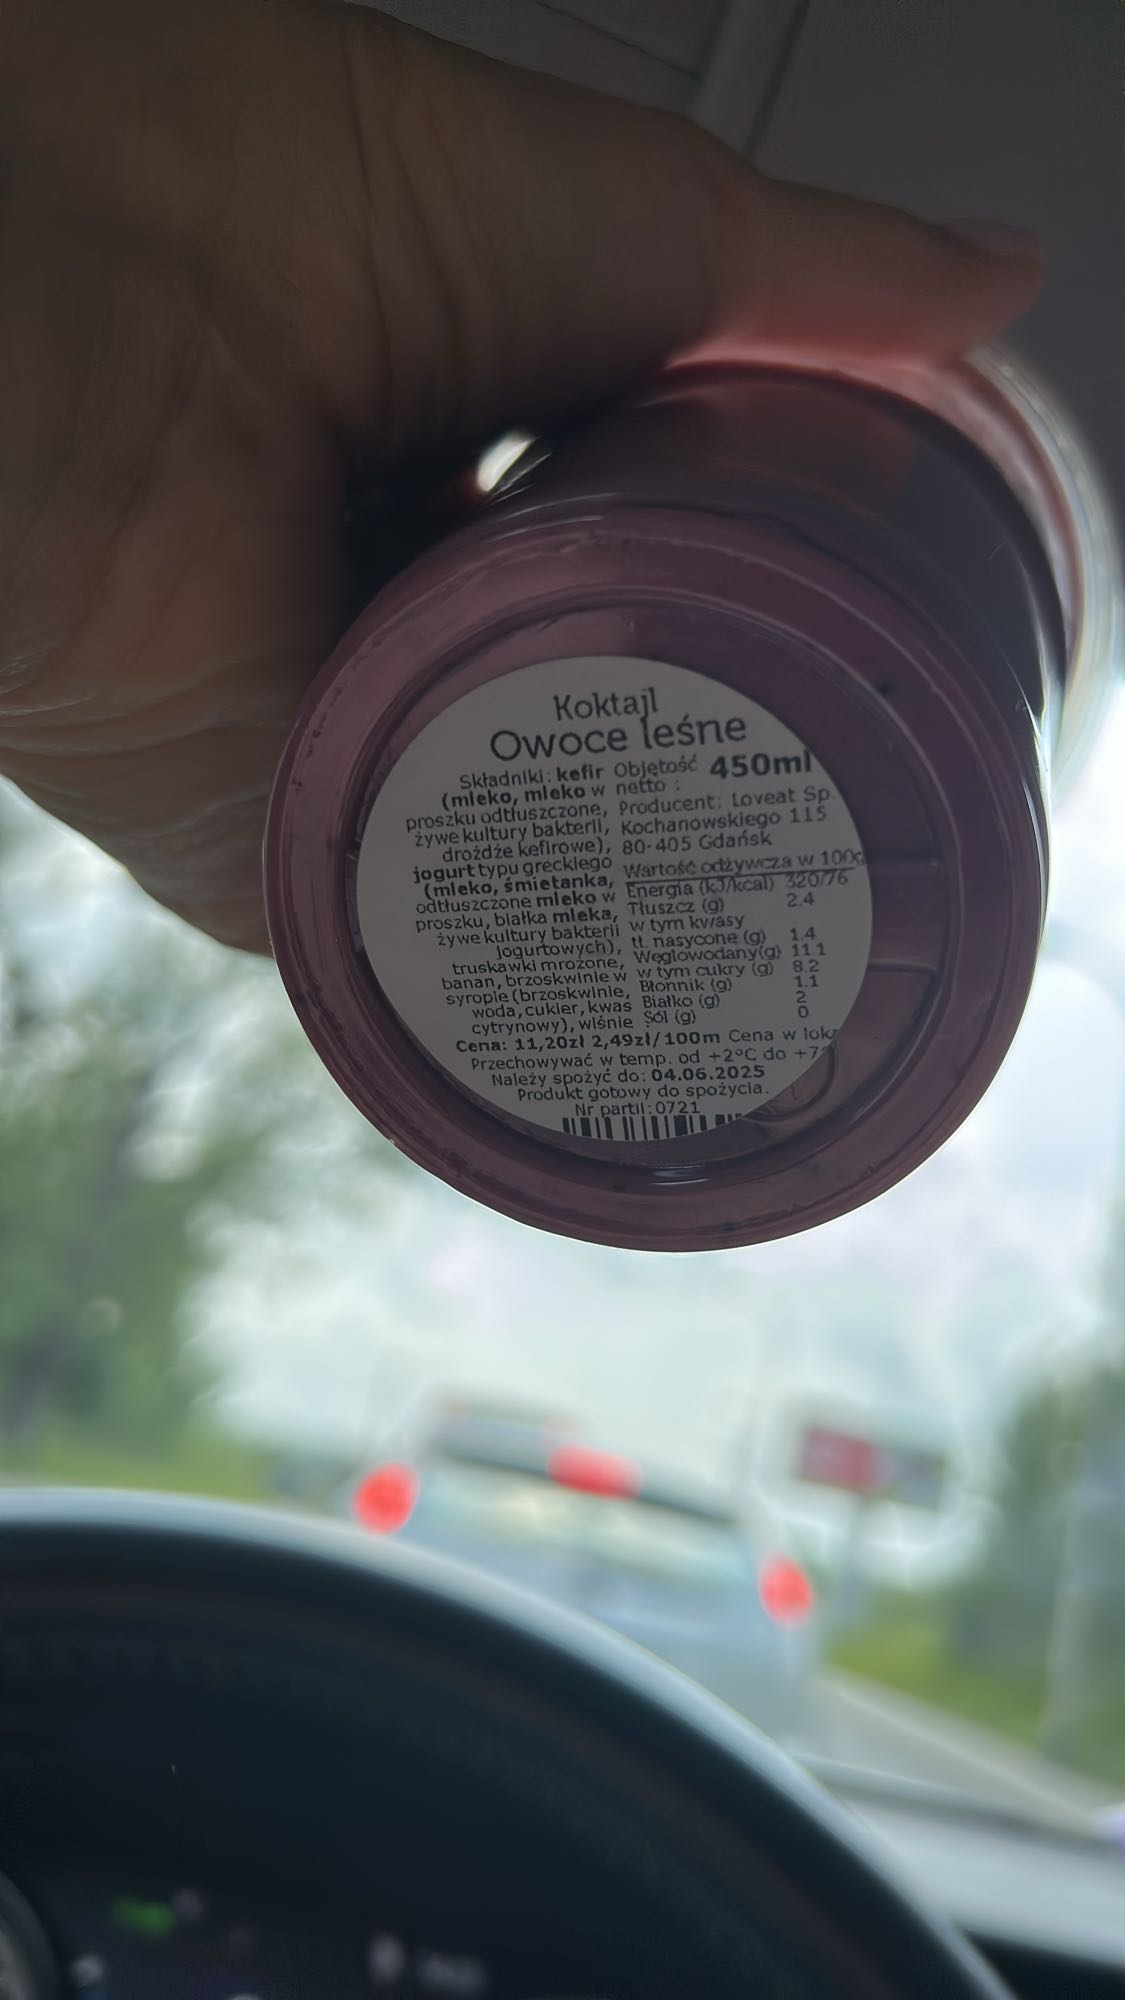 Koktajl
Owoce leśne
Składniki: kefir
(mleko, mleko w
proszku odtłuszczone,
żywe kultury bakterii,
drożdże kefirowe),
jogurt typu greckiego
(mleko, śmietanka,
odtłuszczone mleko w
proszku, białka mleka,
żywe kultury bakterii
jogurtowych),
truskawki mrożone,
banan, brzoskwinie w
syropie (brzoskwinie,
woda, cukier, kwas
cytrynowy), wiśnie
Objętość 450ml
netto :
Producent: Loveat Sp.
Kochanowskiego 115
80-405 Gdańsk
Wartość odżywcza w 100g
Energia (kJ/kcal) 320/76
Tłuszcz (g) 2.4
w tym kwasy
tł. nasycone (g) 1.4
Węglowodany(g) 11.1
w tym cukry (g) 8.2
Błonnik (g) 1.1
Białko (g) 2
Sól (g) 0
Cena: 11,20zł 2,49zł/100m Cena w
Przechowywać w temp. od +2°C do +7
Należy spożyć do: 04.06.2025
Produkt gotowy do spożycia.
Nr partii:0721